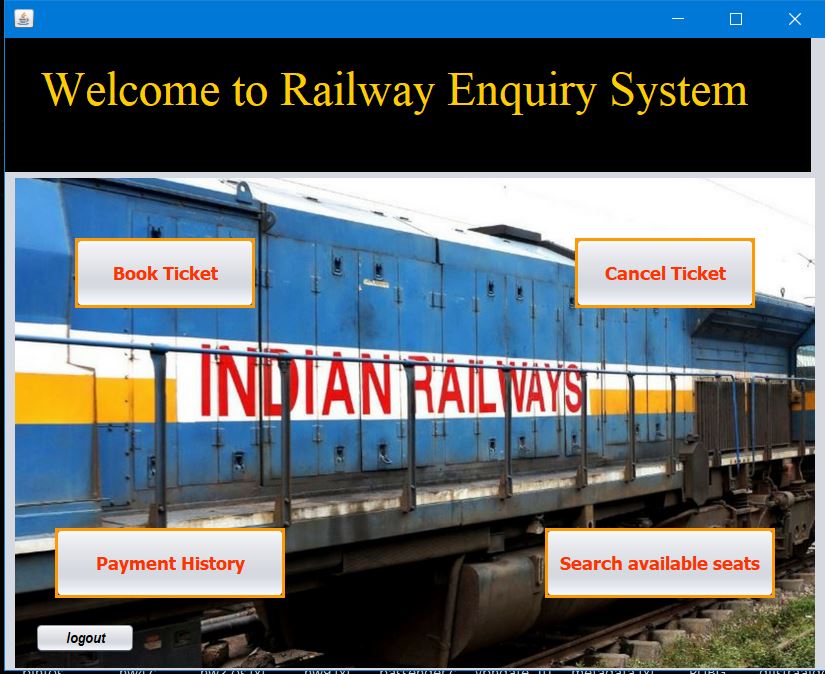 Welcome to Railway Enquiry System
Book Ticket
Cancel Ticket
INDIAN RAILWAYS
Payment History
Search available seats
logout